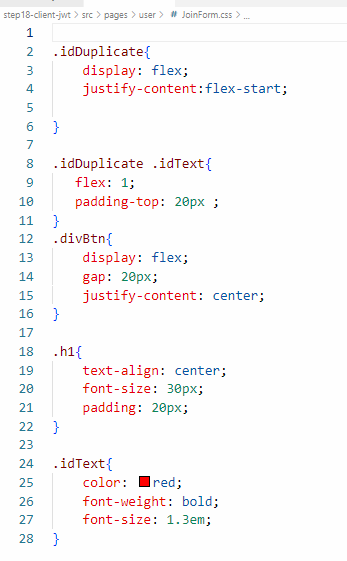 step18-client-jwt > src > pages > user > # JoinForm.css > ...
1
2 .idDuplicate{
3 display: flex;
4 justify-content:flex-start;
5
6 }
7
8 .idDuplicate .idText{
9 flex: 1;
10 padding-top: 20px ;
11 }
12 .divBtn{
13 display: flex;
14 gap: 20px;
15 justify-content: center;
16 }
17
18 .h1{
19 text-align: center;
20 font-size: 30px;
21 padding: 20px;
22 }
23
24 .idText{
25 color: red;
26 font-weight: bold;
27 font-size: 1.3em;
28 }